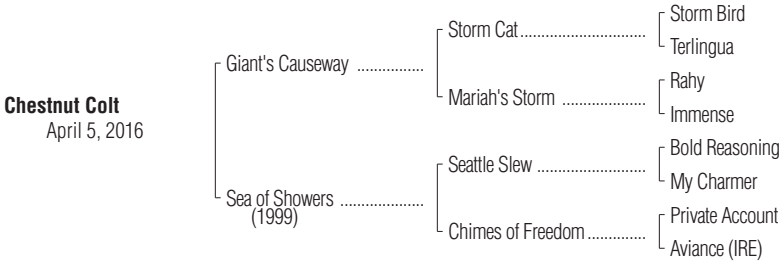 Storm Bird
Storm Cat..............................
Terlingua
Giant's Causeway ................
Rahy
Mariah's Storm ....................
Immense
Chestnut Colt
April 5, 2016
Bold Reasoning
Seattle Slew ..........................
My Charmer
Sea of Showers ....................
(1999)
Private Account
Chimes of Freedom..............
Aviance (IRE)